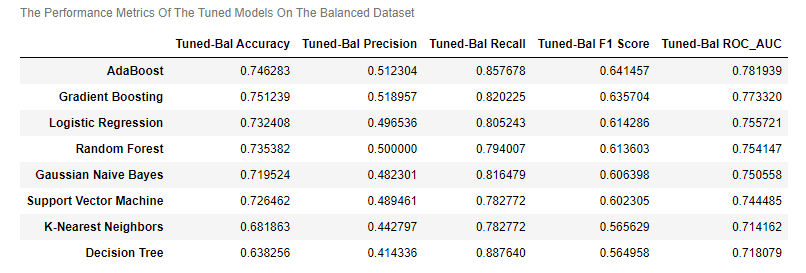 The Performance Metrics Of The Tuned Models On The Balanced Dataset
Tuned-Bal Accuracy Tuned-Bal Precision Tuned-Bal Recall Tuned-Bal F1 Score Tuned-Bal ROC_AUC
AdaBoost 0.746283 0.512304 0.857678 0.641457 0.781939
Gradient Boosting 0.751239 0.518957 0.820225 0.635704 0.773320
Logistic Regression 0.732408 0.496536 0.805243 0.614286 0.755721
Random Forest 0.735382 0.500000 0.794007 0.613603 0.754147
Gaussian Naive Bayes 0.719524 0.482301 0.816479 0.606398 0.750558
Support Vector Machine 0.726462 0.489461 0.782772 0.602305 0.744485
K-Nearest Neighbors 0.681863 0.442797 0.782772 0.565629 0.714162
Decision Tree 0.638256 0.414336 0.887640 0.564958 0.718079